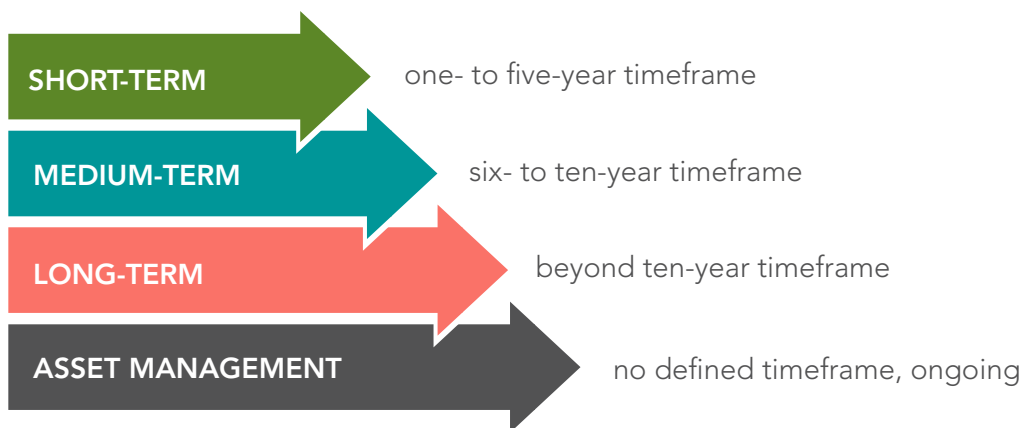 SHORT-TERM one- to five-year timeframe
MEDIUM-TERM six- to ten-year timeframe
LONG-TERM beyond ten-year timeframe
ASSET MANAGEMENT no defined timeframe, ongoing